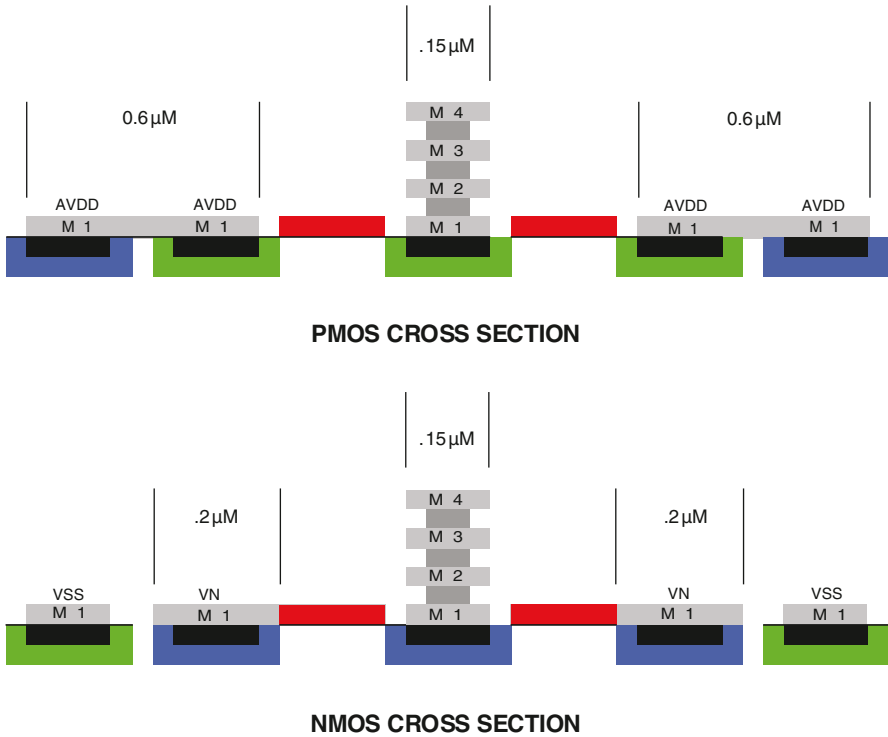 .15µM
0.6µM
0.6µM
M 4
M 3
M 2
AVDD AVDD AVDD AVDD
M 1 M 1 M 1 M 1 M 1
PMOS CROSS SECTION
.15µM
.2µM
.2µM
M 4
M 3
M 2
VSS VN VN VSS
M 1 M 1 M 1 M 1 M 1
NMOS CROSS SECTION